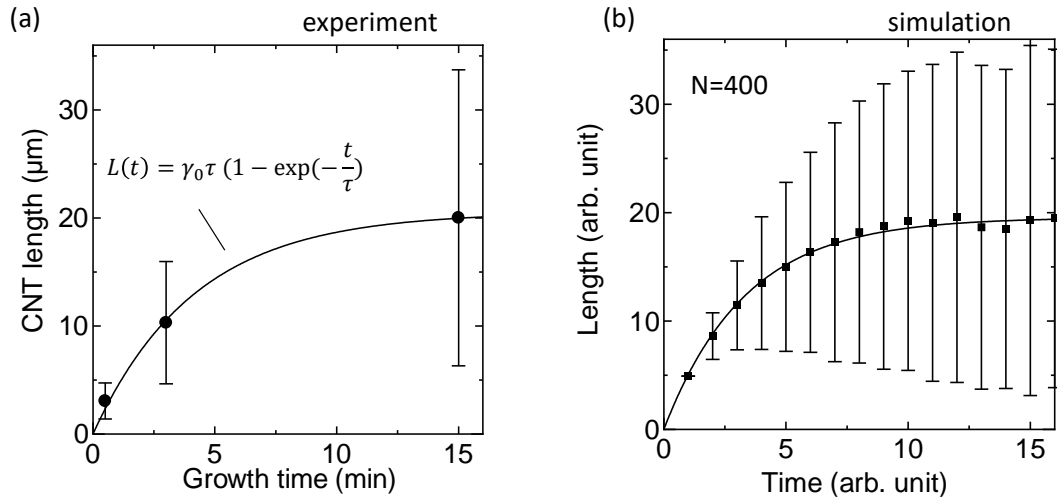 (a)
experiment
30
20
10
0
0
5
10
15
CNT length (µm)
Growth time (min)
L(t) = γ₀τ (1 − exp(−t/τ)
(b)
simulation
N=400
30
20
10
0
0
5
10
15
Length (arb. unit)
Time (arb. unit)